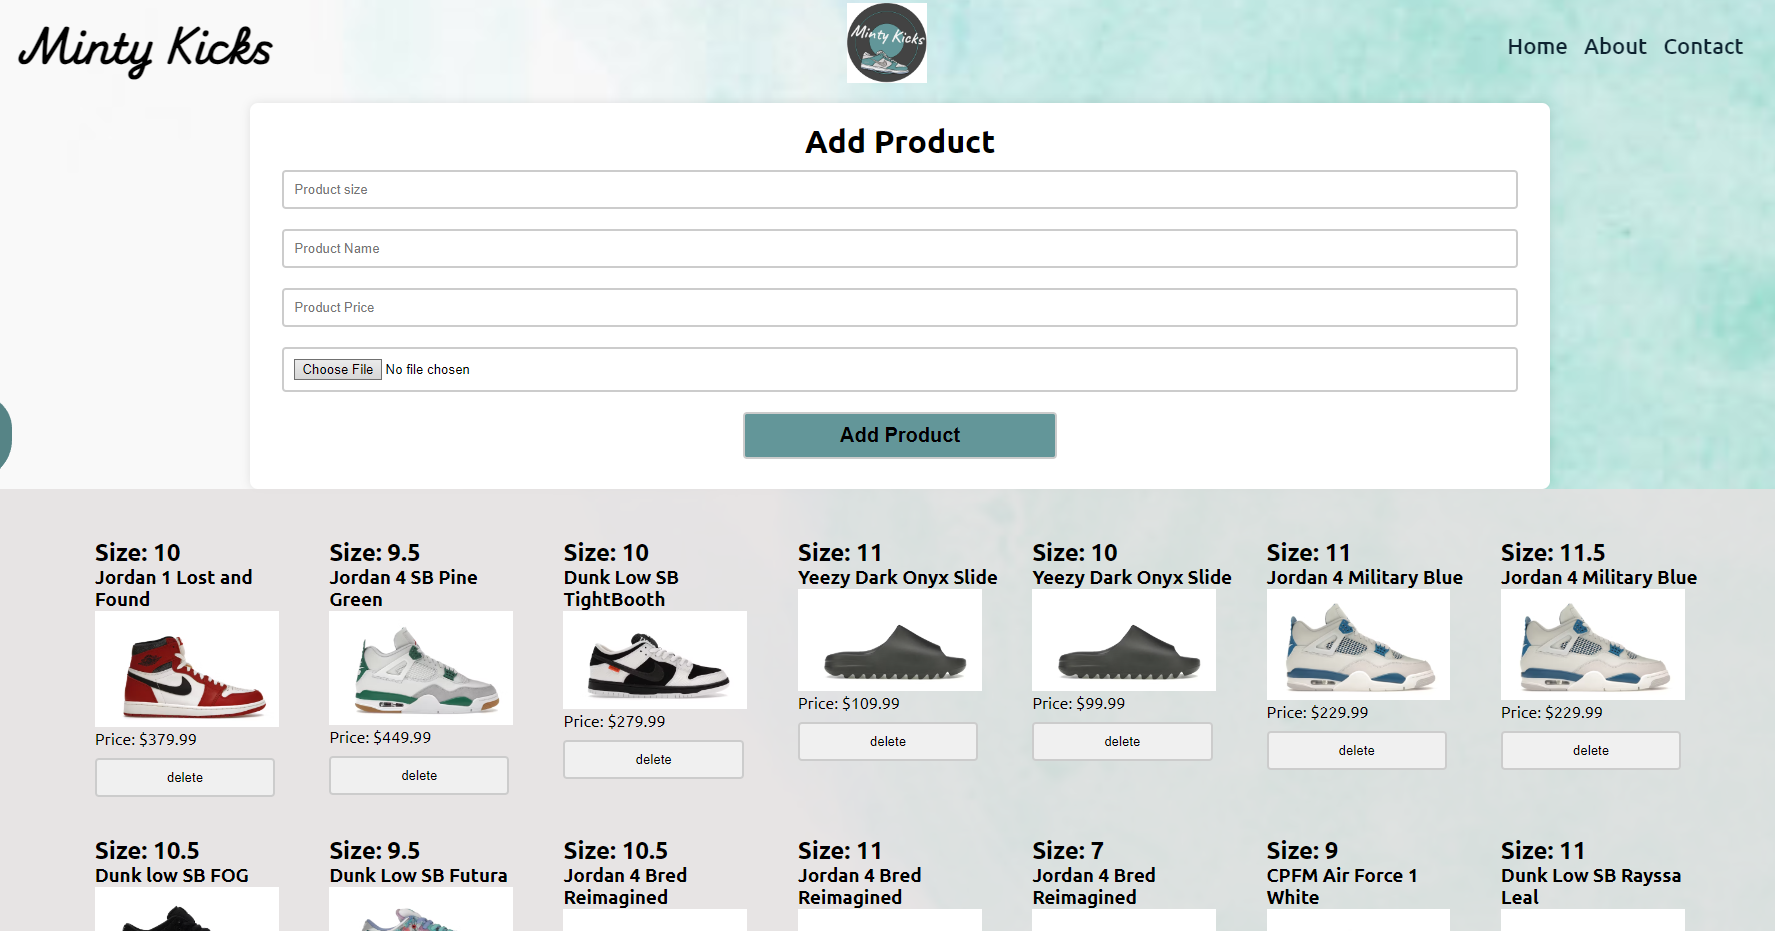 Minty Kicks
Minty Kicks
Home About Contact
Add Product
Product size
Product Name
Product Price
Choose File No file chosen
Add Product
Size: 10
Jordan 1 Lost and
Found
Price: $379.99
delete
Size: 9.5
Jordan 4 SB Pine
Green
Price: $449.99
delete
Size: 10
Dunk Low SB
TightBooth
Price: $279.99
delete
Size: 11
Yeezy Dark Onyx Slide
Price: $109.99
delete
Size: 10
Yeezy Dark Onyx Slide
Price: $99.99
delete
Size: 11
Jordan 4 Military Blue
Price: $229.99
delete
Size: 11.5
Jordan 4 Military Blue
Price: $229.99
delete
Size: 10.5
Dunk low SB FOG
Size: 9.5
Dunk Low SB Futura
Size: 10.5
Jordan 4 Bred
Reimagined
Size: 11
Jordan 4 Bred
Reimagined
Size: 7
Jordan 4 Bred
Reimagined
Size: 9
CPFM Air Force 1
White
Size: 11
Dunk Low SB Rayssa
Leal